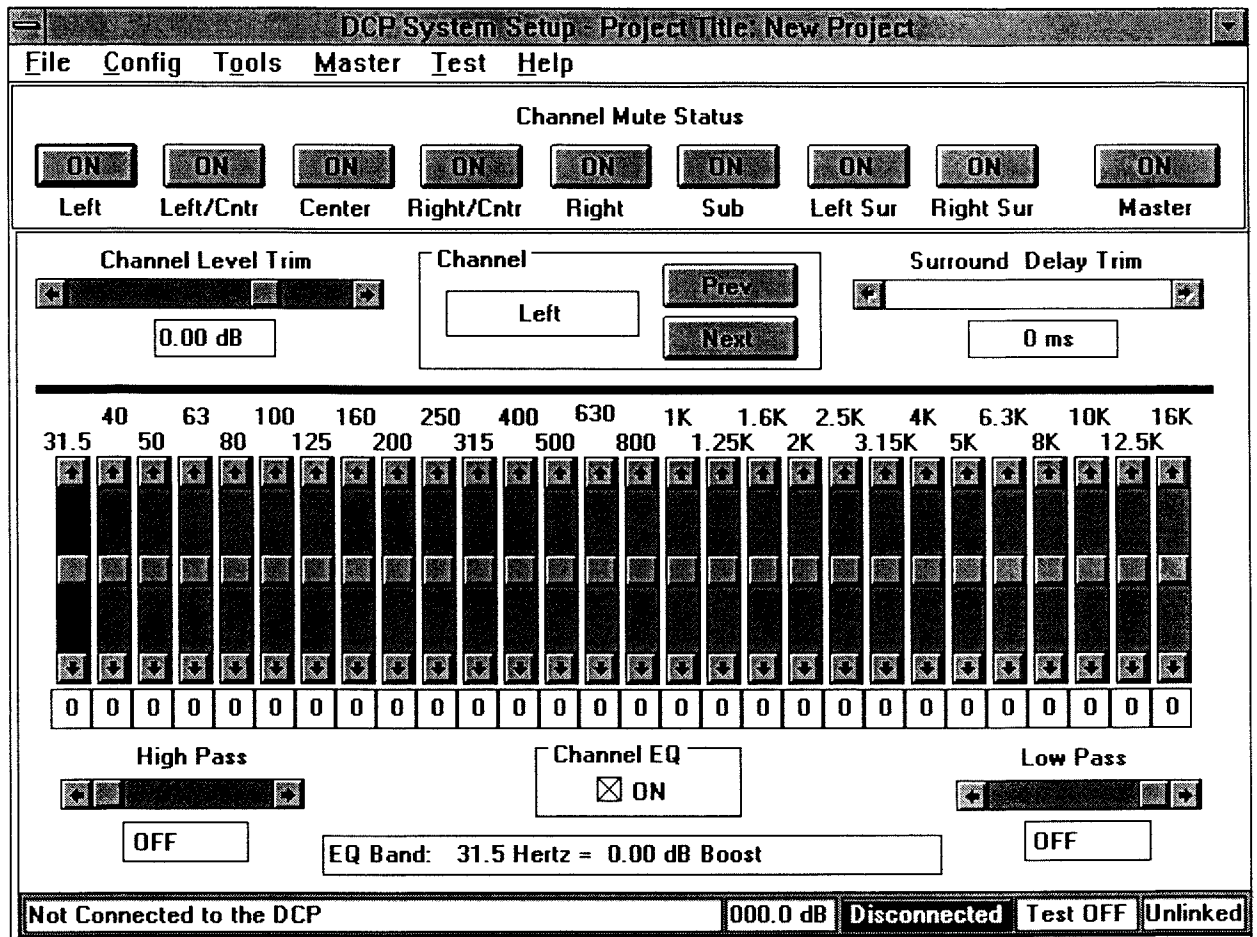 DCP System Setup - Project Title: New Project
File Config Tools Master Test Help
Channel Mute Status
ON ON ON ON ON ON ON ON ON
Left Left/Cntr Center Right/Cntr Right Sub Left Sur Right Sur Master
Channel Level Trim
0.00 dB
Channel
Left
Prev
Next
Surround Delay Trim
0 ms
40 63 100 160 250 400 630 1K 1.6K 2.5K 4K 6.3K 10K 16K
31.5 50 80 125 200 315 500 800 1.25K 2K 3.15K 5K 8K 12.5K
0 0 0 0 0 0 0 0 0 0 0 0 0 0 0 0 0 0 0 0 0 0 0 0 0 0 0 0
High Pass
OFF
Channel EQ
ON
Low Pass
OFF
EQ Band: 31.5 Hertz = 0.00 dB Boost
Not Connected to the DCP 000.0 dB Disconnected Test OFF Unlinked